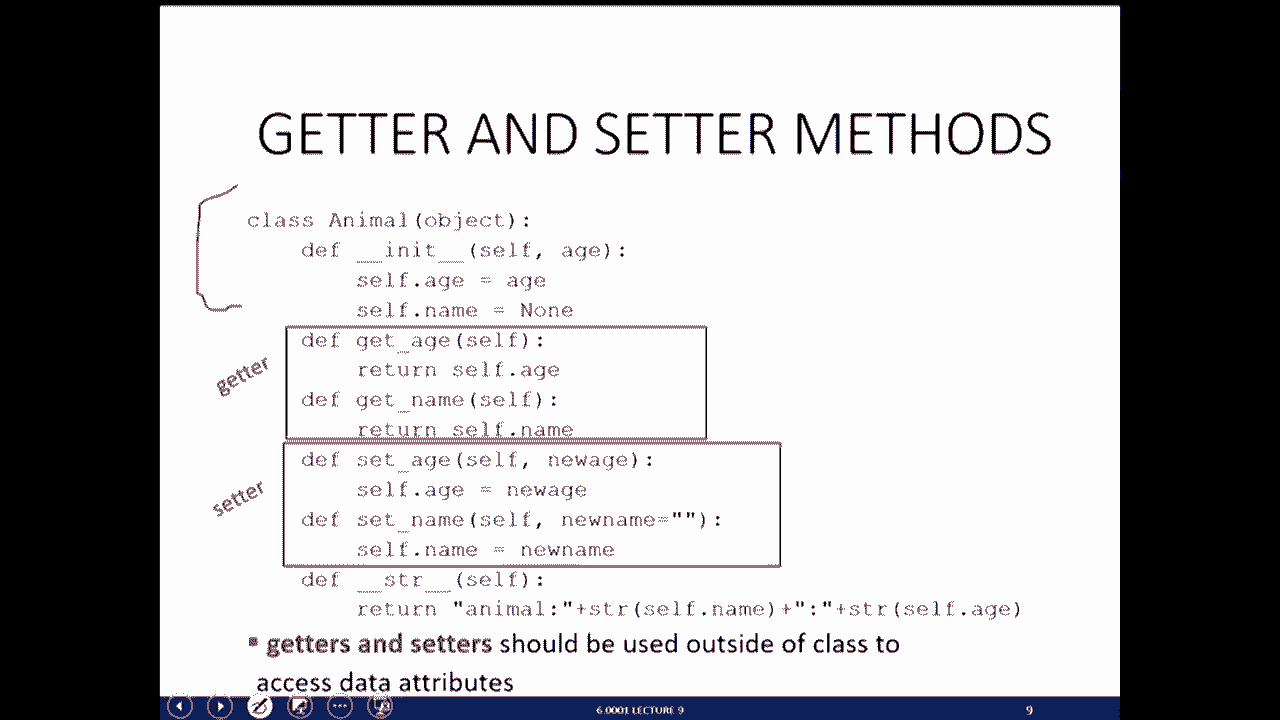 GETTER AND SETTER METHODS
class Animal(object):
    def __init__(self, age):
        self.age = age
        self.name = None
getter
    def get_age(self):
        return self.age
    def get_name(self):
        return self.name
setter
    def set_age(self, newage):
        self.age = newage
    def set_name(self, newname=""):
        self.name = newname
    def __str__(self):
        return "animal:"+str(self.name)+":"+str(self.age)
▪ getters and setters should be used outside of class to
access data attributes
6.0001 LECTURE 9
9